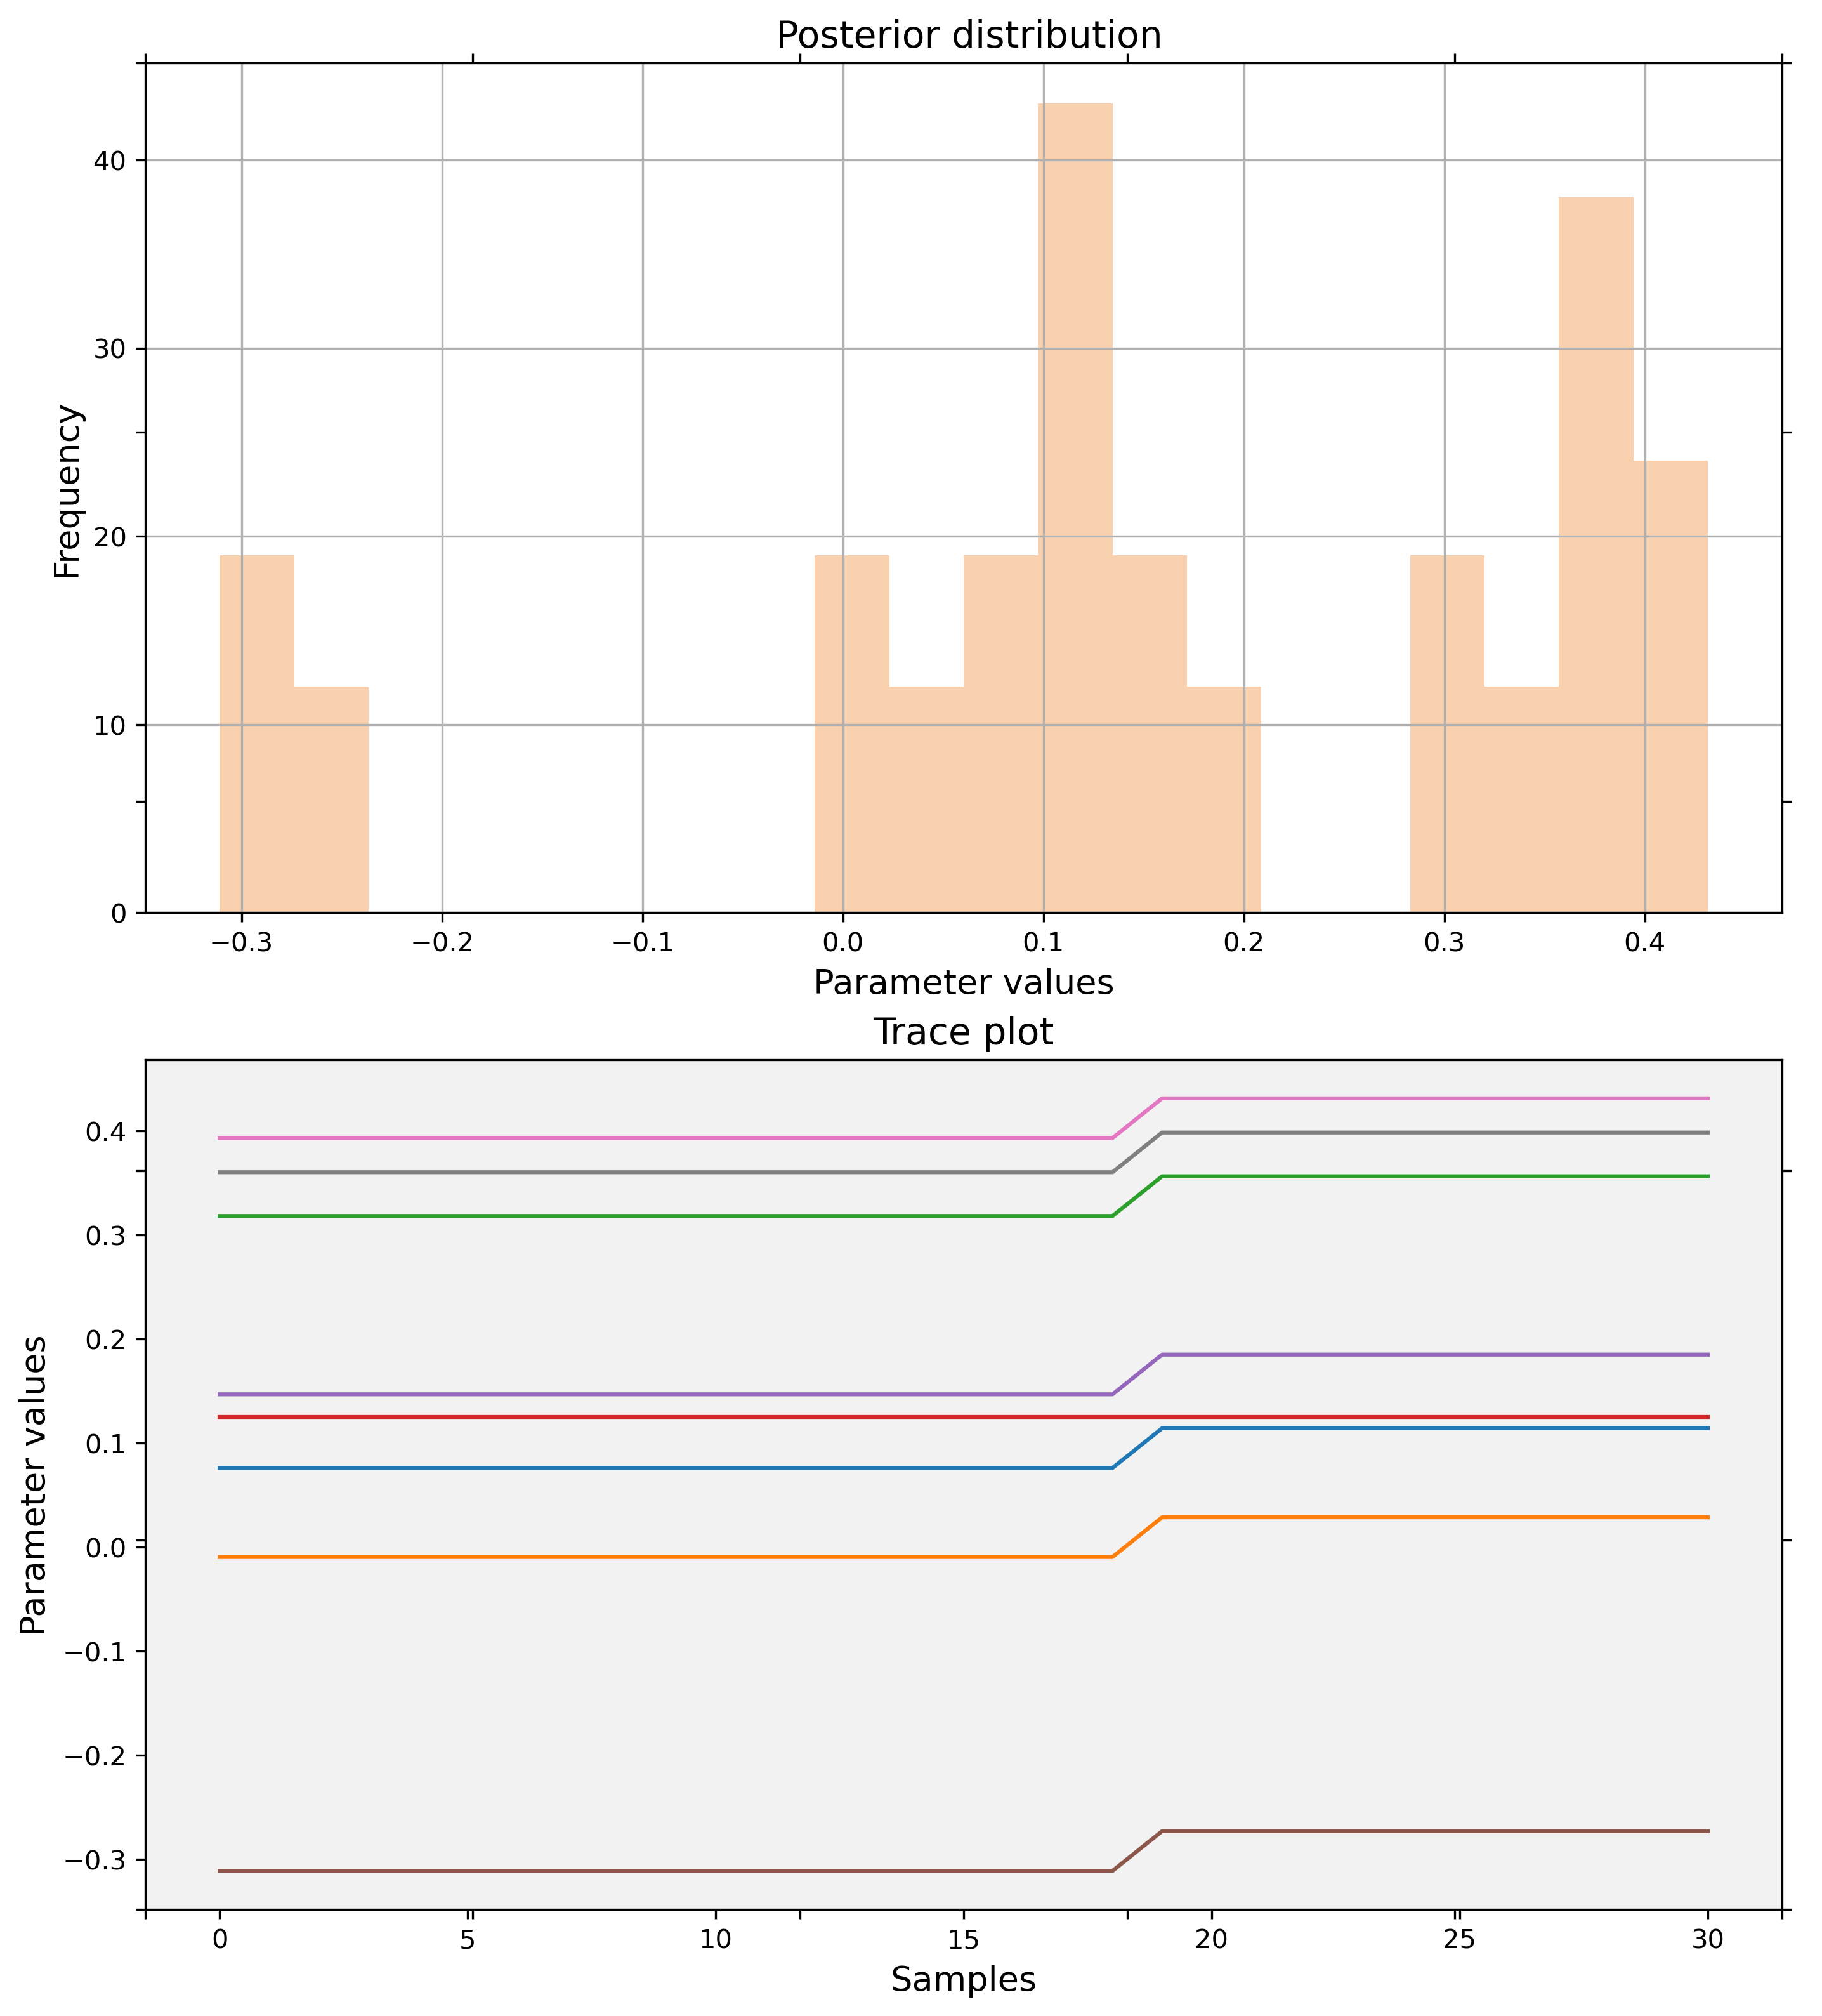 Posterior distribution
40
30
20
10
0
Frequency
−0.3 −0.2 −0.1 0.0 0.1 0.2 0.3 0.4
Parameter values
Trace plot
0.4
0.3
0.2
0.1
0.0
−0.1
−0.2
−0.3
Parameter values
0 5 10 15 20 25 30
Samples